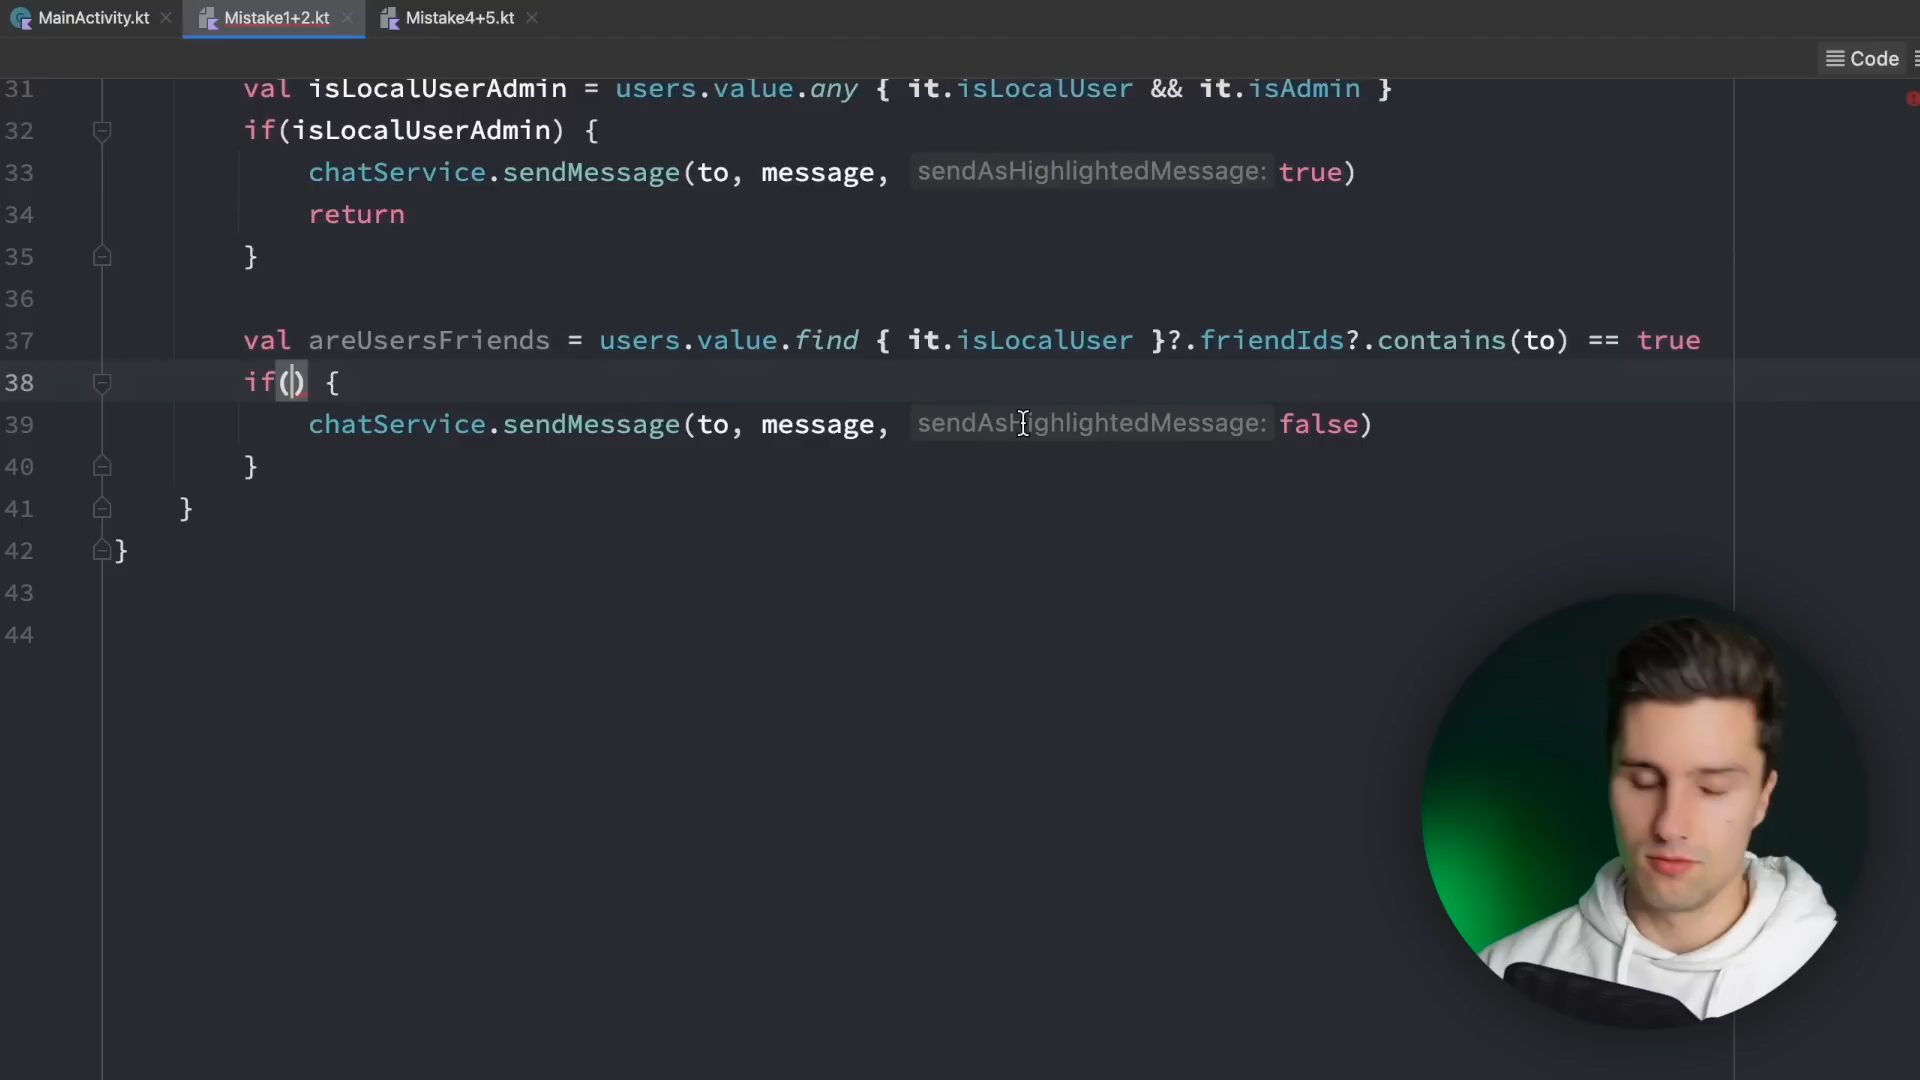 MainActivity.kt Mistake1+2.kt Mistake4+5.kt
Code
31 val isLocalUserAdmin = users.value.any { it.isLocalUser && it.isAdmin }
32 if(isLocalUserAdmin) {
33 chatService.sendMessage(to, message, sendAsHighlightedMessage: true)
34 return
35 }
36
37 val areUsersFriends = users.value.find { it.isLocalUser }?.friendIds?.contains(to) == true
38 if() {
39 chatService.sendMessage(to, message, sendAsHighlightedMessage: false)
40 }
41 }
42 }
43
44